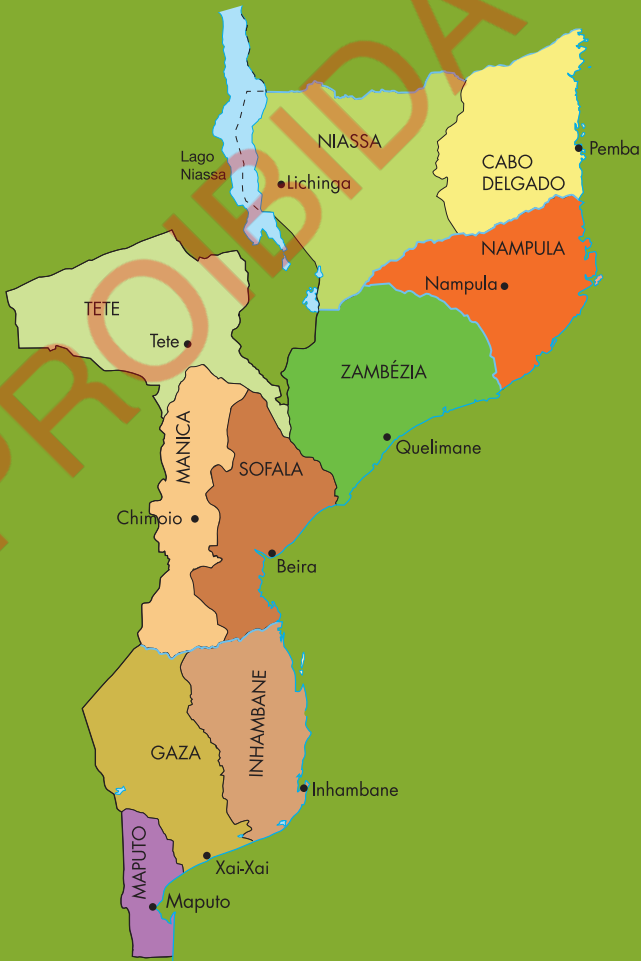 PROIBIDA
NIASSA
Lago
Niassa
Lichinga
CABO
DELGADO
Pemba
NAMPULA
Nampula
TETE
Tete
ZAMBÉZIA
Quelimane
MANICA
SOFALA
Chimoio
Beira
GAZA
INHAMBANE
Inhambane
MAPUTO
Xai-Xai
Maputo